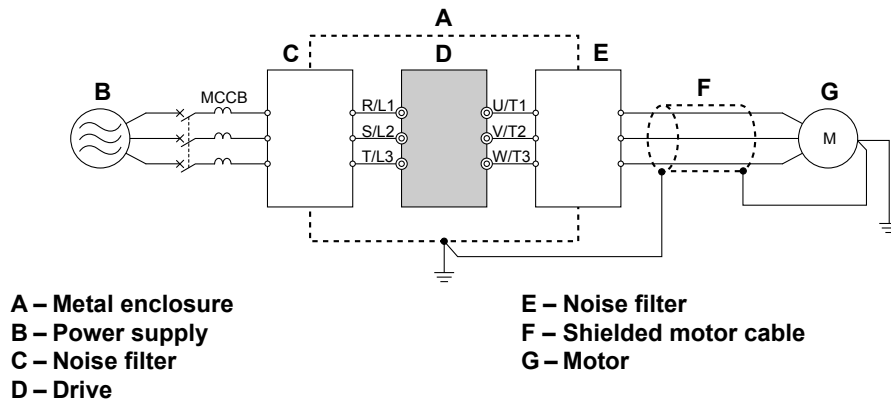 A
C
D
E
B
MCCB
F
G
R/L1
U/T1
S/L2
V/T2
M
T/L3
W/T3
A – Metal enclosure
B – Power supply
C – Noise filter
D – Drive
E – Noise filter
F – Shielded motor cable
G – Motor